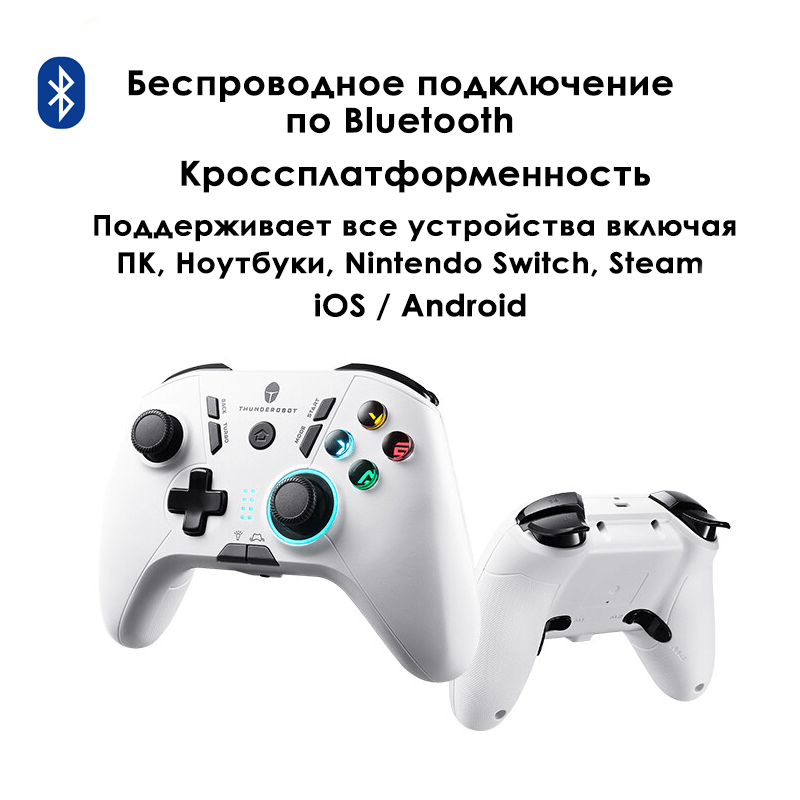 Беспроводное подключение
по Bluetooth
Кроссплатформенность
Поддерживает все устройства включая
ПК, Ноутбуки, Nintendo Switch, Steam
iOS / Android
THUNDEROBOT
BACK
TURBO
START
MODE